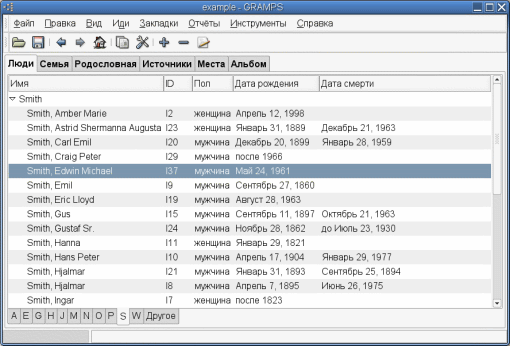 example - GRAMPS
Файл Правка Вид Иди Закладки Отчёты Инструменты Справка
Люди Семья Родословная Источники Места Альбом
Имя ID Пол Дата рождения Дата смерти
Smith
Smith, Amber Marie I2 женщина Апрель 12, 1998
Smith, Astrid Shermanna Augusta I23 женщина Январь 31, 1889 Декабрь 21, 1963
Smith, Carl Emil I20 мужчина Декабрь 20, 1899 Январь 28, 1959
Smith, Craig Peter I29 мужчина после 1966
Smith, Edwin Michael I37 мужчина Май 24, 1961
Smith, Emil I9 мужчина Сентябрь 27, 1860
Smith, Eric Lloyd I19 мужчина Август 28, 1963
Smith, Gus I15 мужчина Сентябрь 11, 1897 Октябрь 21, 1963
Smith, Gustaf Sr. I24 мужчина Ноябрь 28, 1862 до Июль 23, 1930
Smith, Hanna I11 женщина Январь 29, 1821
Smith, Hans Peter I10 мужчина Апрель 17, 1904 Январь 29, 1977
Smith, Hjalmar I21 мужчина Январь 31, 1893 Сентябрь 25, 1894
Smith, Hjalmar I8 мужчина Апрель 7, 1895 Июнь 26, 1975
Smith, Ingar I7 женщина после 1823
A E G H J M N O P S W Другое